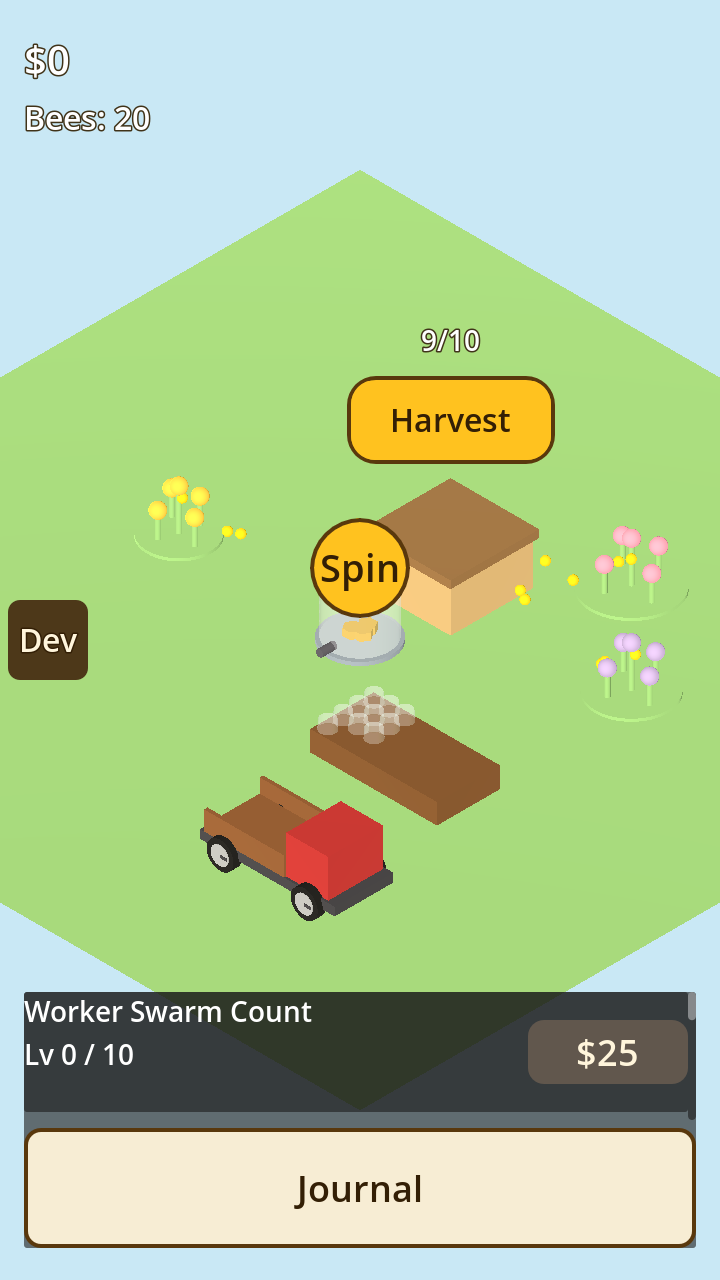 $0
Bees: 20
9/10
Harvest
Spin
Dev
Worker Swarm Count
Lv 0 / 10
$25
Journal